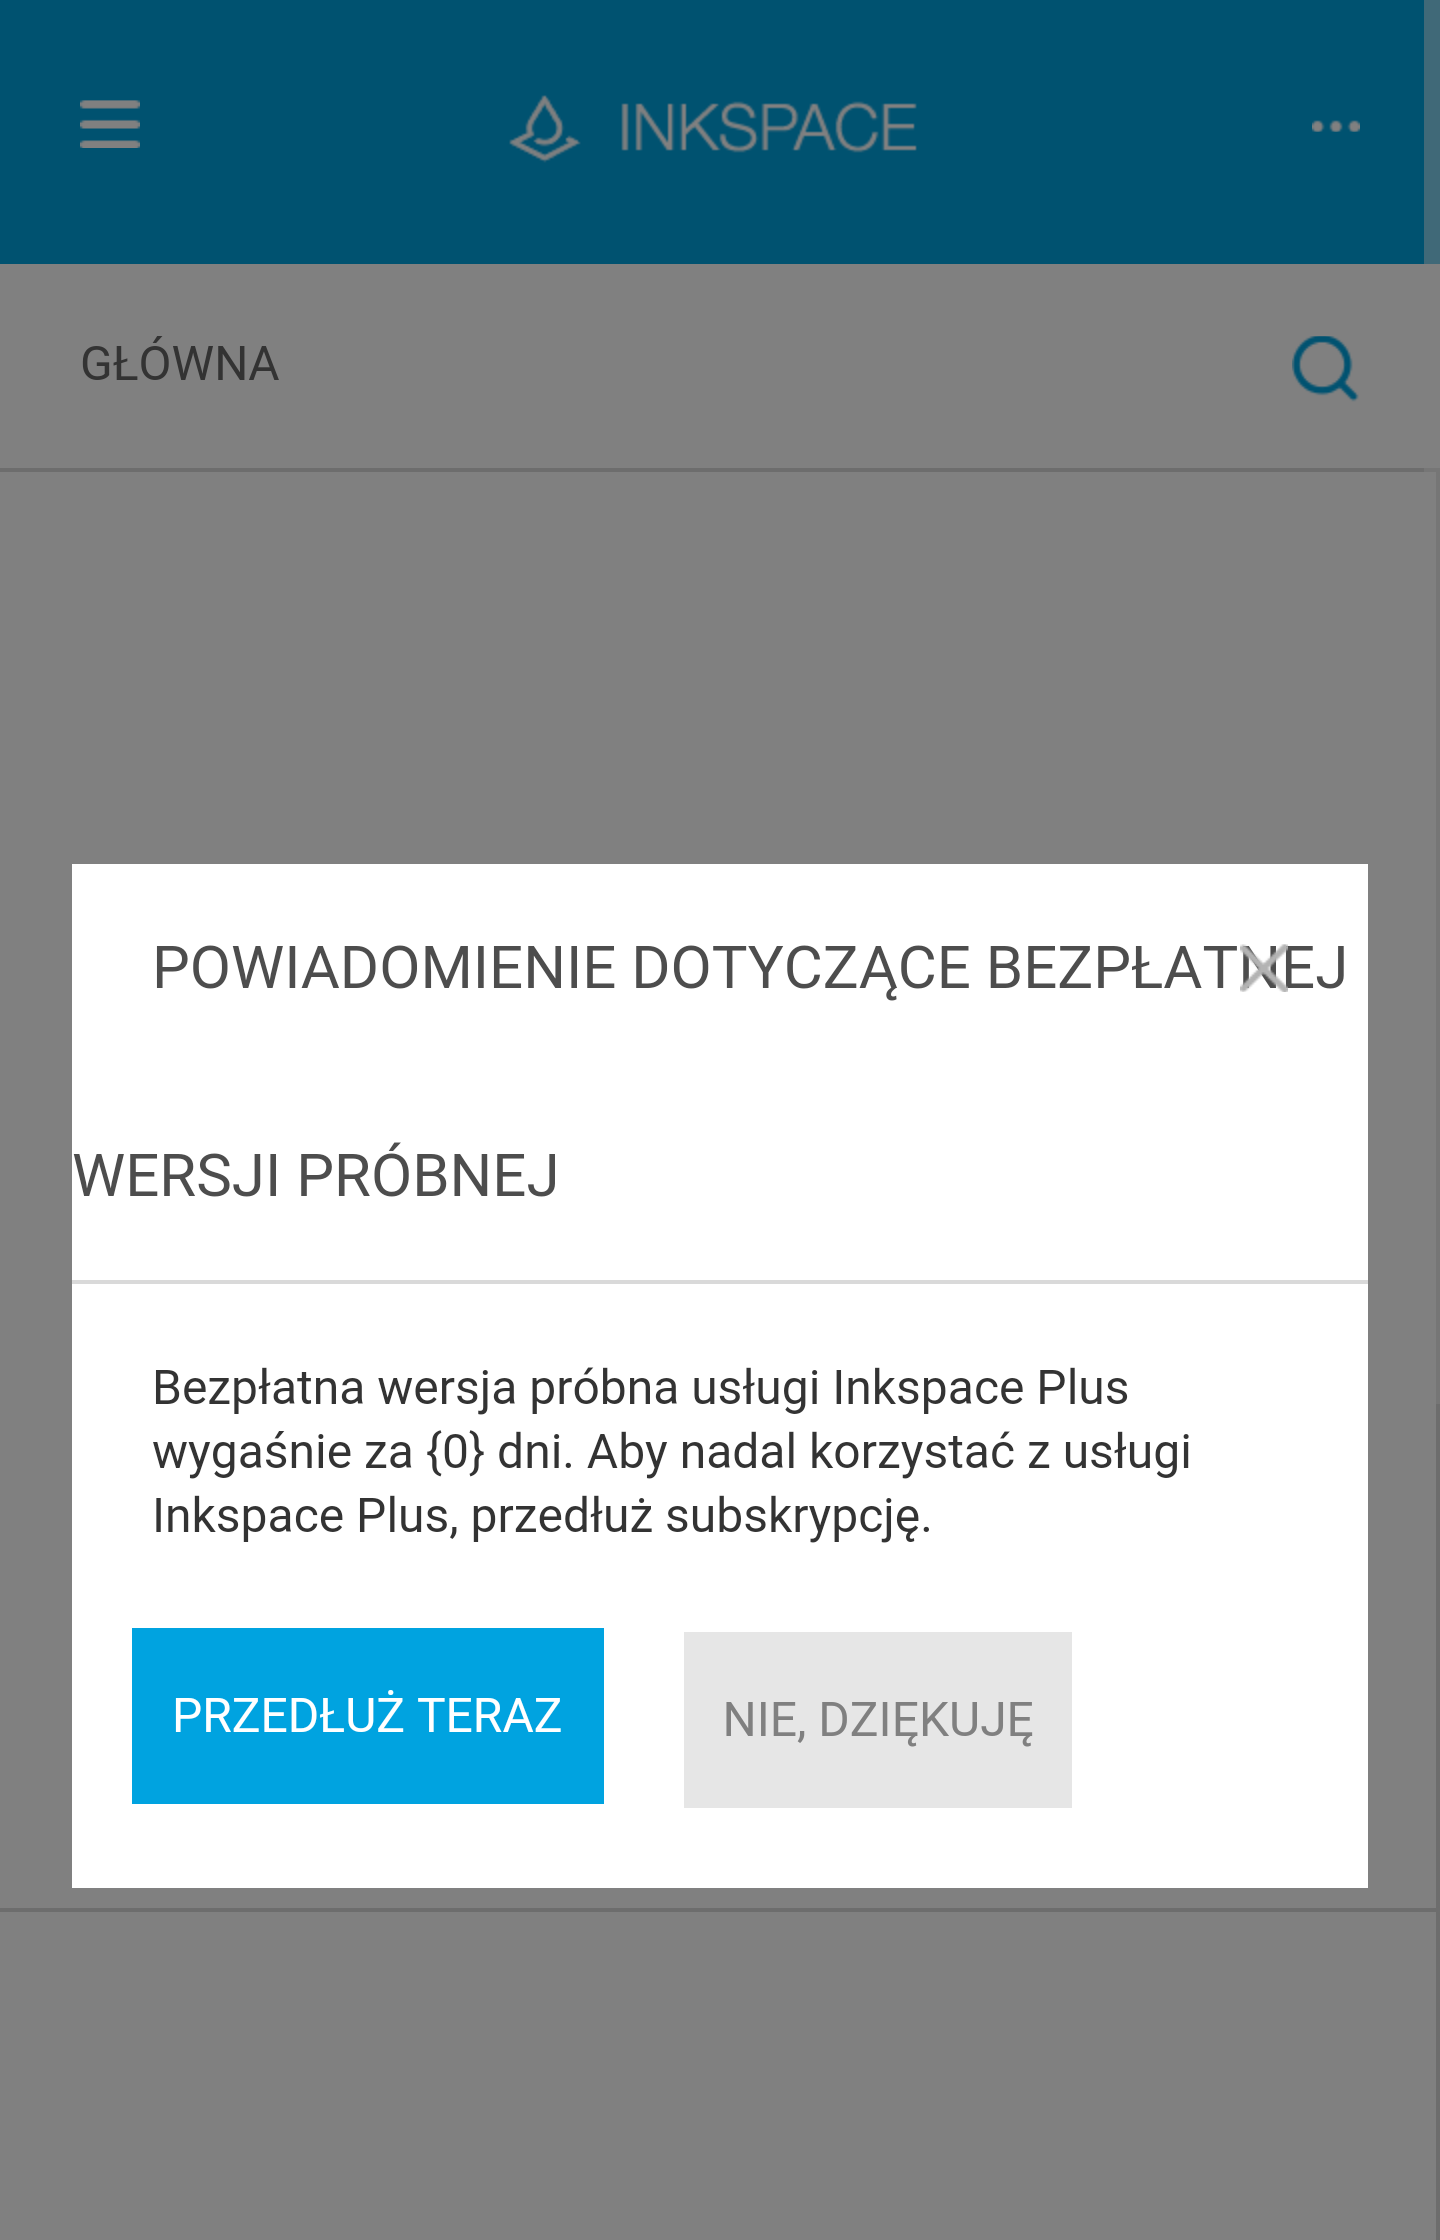 INKSPACE
GŁÓWNA
POWIADOMIENIE DOTYCZĄCE BEZPŁATNEJ
WERSJI PRÓBNEJ
Bezpłatna wersja próbna usługi Inkspace Plus
wygaśnie za {0} dni. Aby nadal korzystać z usługi
Inkspace Plus, przedłuż subskrypcję.
PRZEDŁUŻ TERAZ
NIE, DZIĘKUJĘ